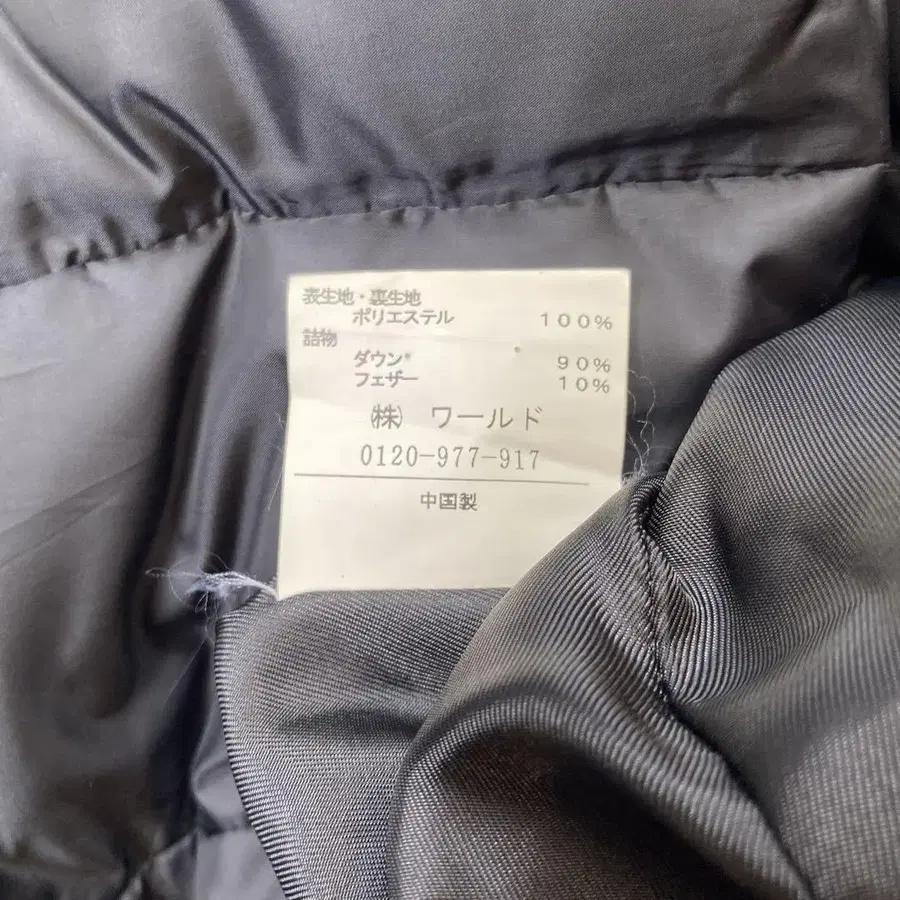 表生地・裏生地
ポリエステル 100%
詰物
ダウン* 90%
フェザー 10%
㈱ ワールド
0120-977-917
中国製